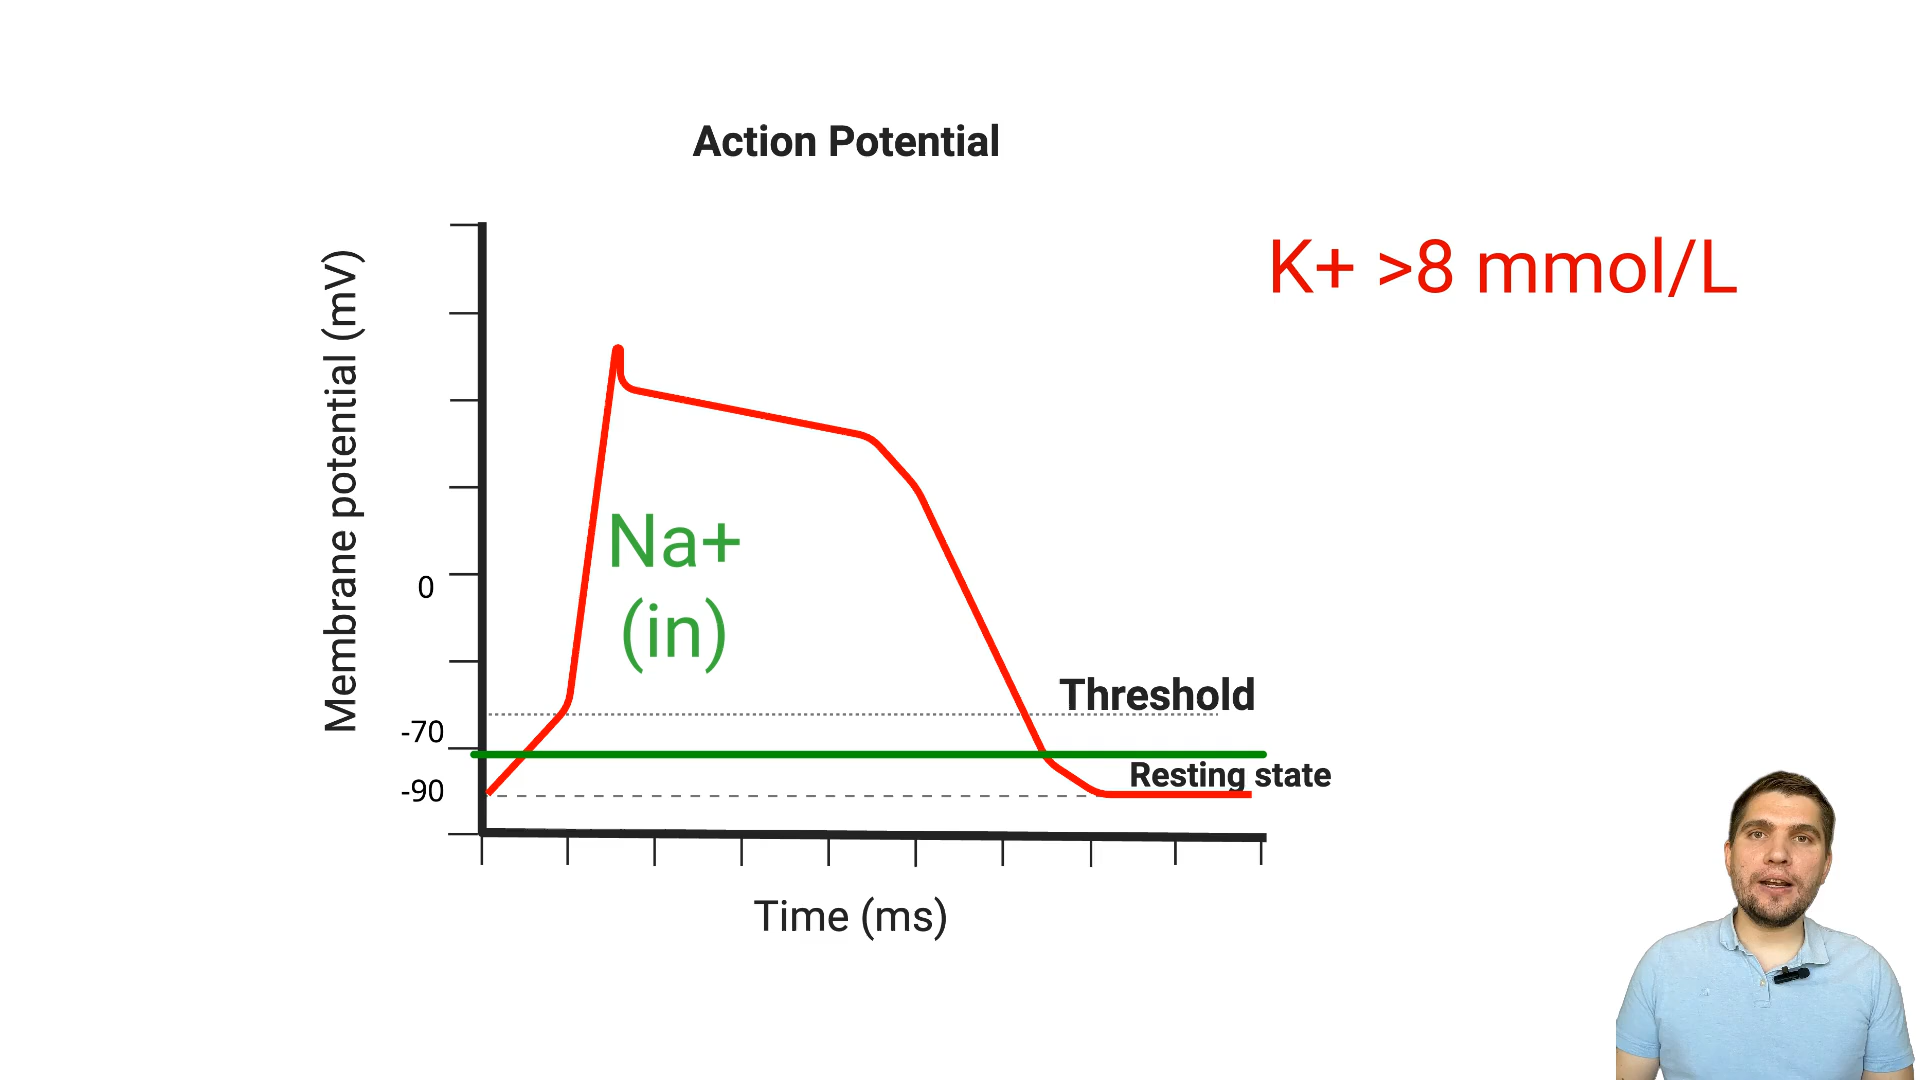 Action Potential
K+ >8 mmol/L
Membrane potential (mV)
Na+
(in)
0
Threshold
-70
Resting state
-90
Time (ms)